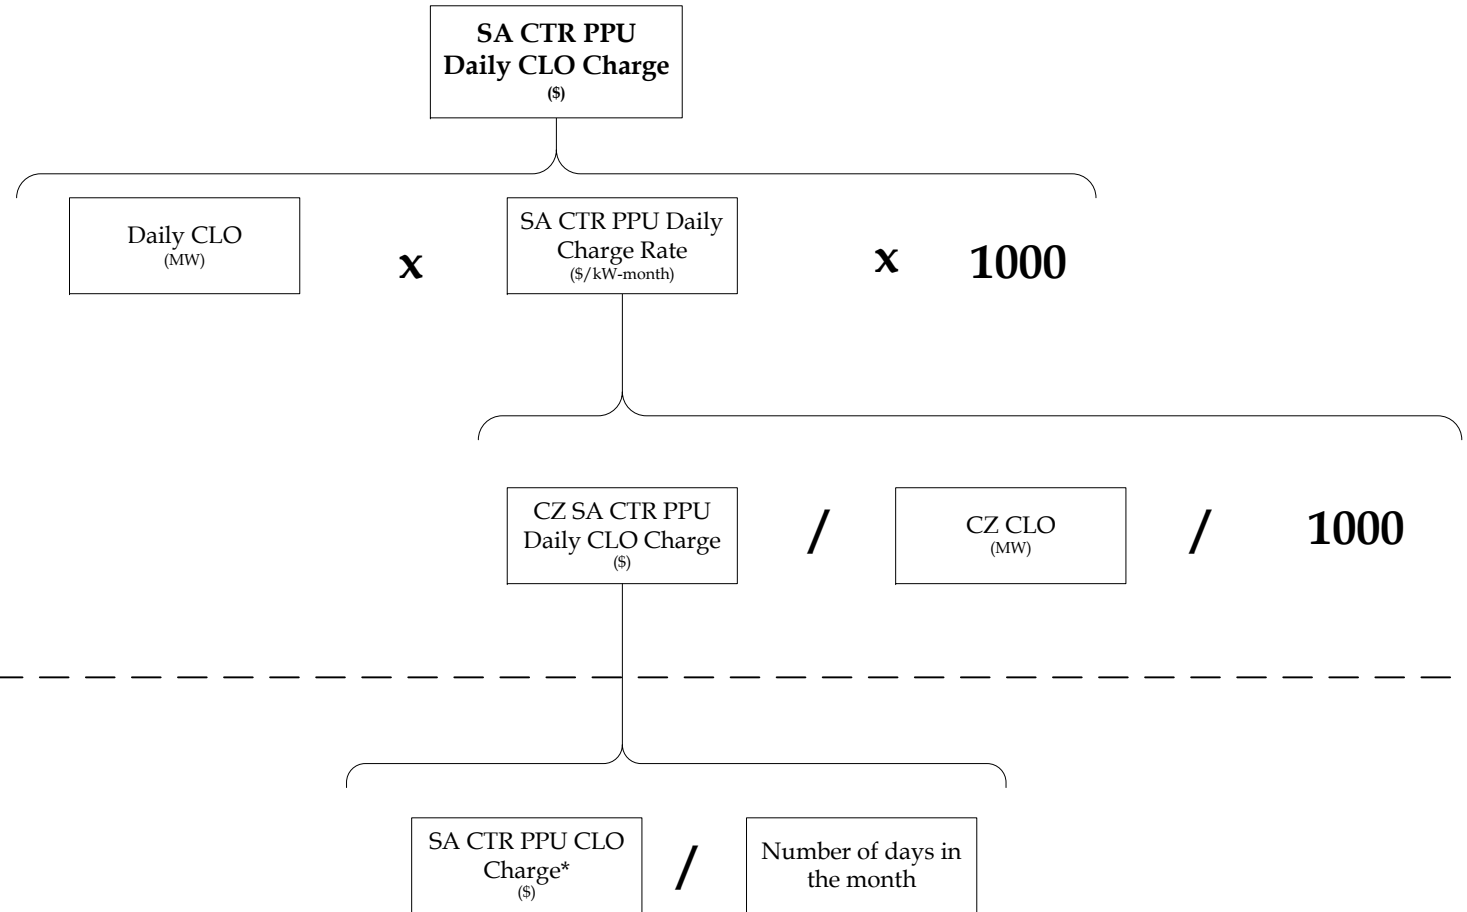 SA CTR PPU
Daily CLO Charge
($)
Daily CLO
(MW)
x
SA CTR PPU Daily
Charge Rate
($/kW-month)
x
1000
CZ SA CTR PPU
Daily CLO Charge
($)
/
CZ CLO
(MW)
/
1000
SA CTR PPU CLO
Charge*
($)
/
Number of days in
the month